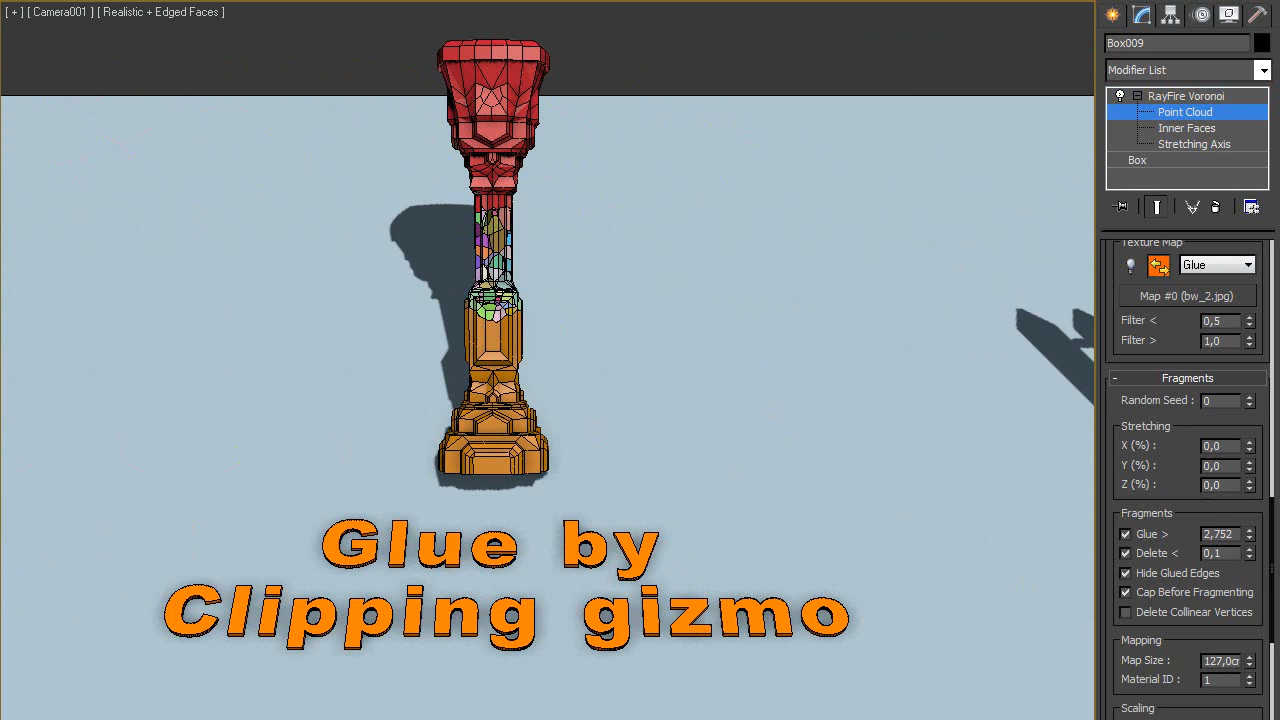 [ + ] [ Camera001 ] [ Realistic + Edged Faces ]
Glue by
Clipping gizmo
Box009
Modifier List
RayFire Voronoi
Point Cloud
Inner Faces
Stretching Axis
Box
Texture Map
Glue
Map #0 (bw_2.jpg)
Filter < 0,5
Filter > 1,0
- Fragments
Random Seed : 0
Stretching
X (%) : 0,0
Y (%) : 0,0
Z (%) : 0,0
Fragments
Glue > 2,752
Delete < 0,1
Hide Glued Edges
Cap Before Fragmenting
Delete Collinear Vertices
Mapping
Map Size : 127,0cr
Material ID : 1
Scaling